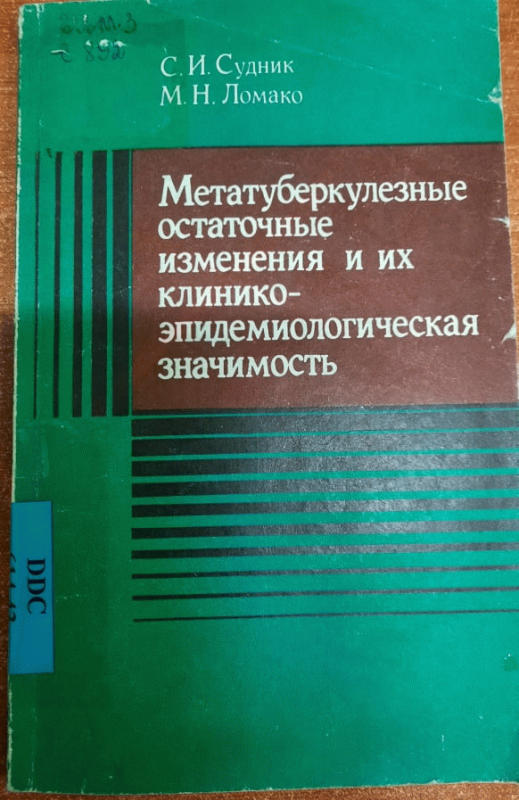 С. И. Судник
М. Н. Ломако
Метатуберкулезные
остаточные
изменения и их
клинико-
эпидемиологическая
значимость
DDC